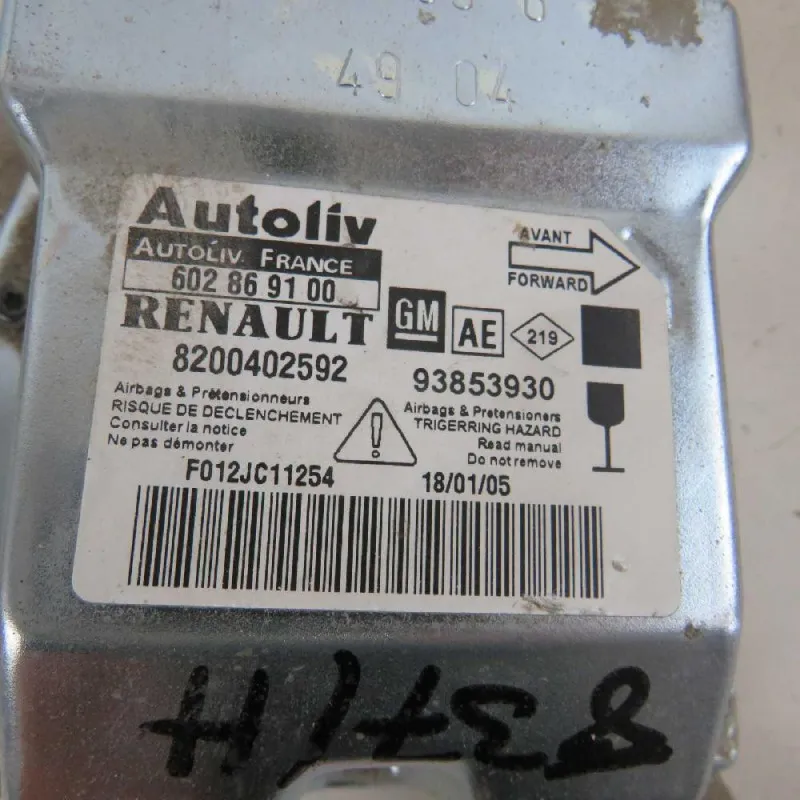 49 04
Autoliv
AUTOLIV FRANCE
602 86 91 00
RENAULT
GM
AE
219
AVANT
FORWARD
8200402592
93853930
Airbags & Prétensionneurs
RISQUE DE DECLENCHEMENT
Consulter la notice
Ne pas démonter
!
Airbags & Pretensioners
TRIGERRING HAZARD
Read manual
Do not remove
F012JC11254
18/01/05
837/H